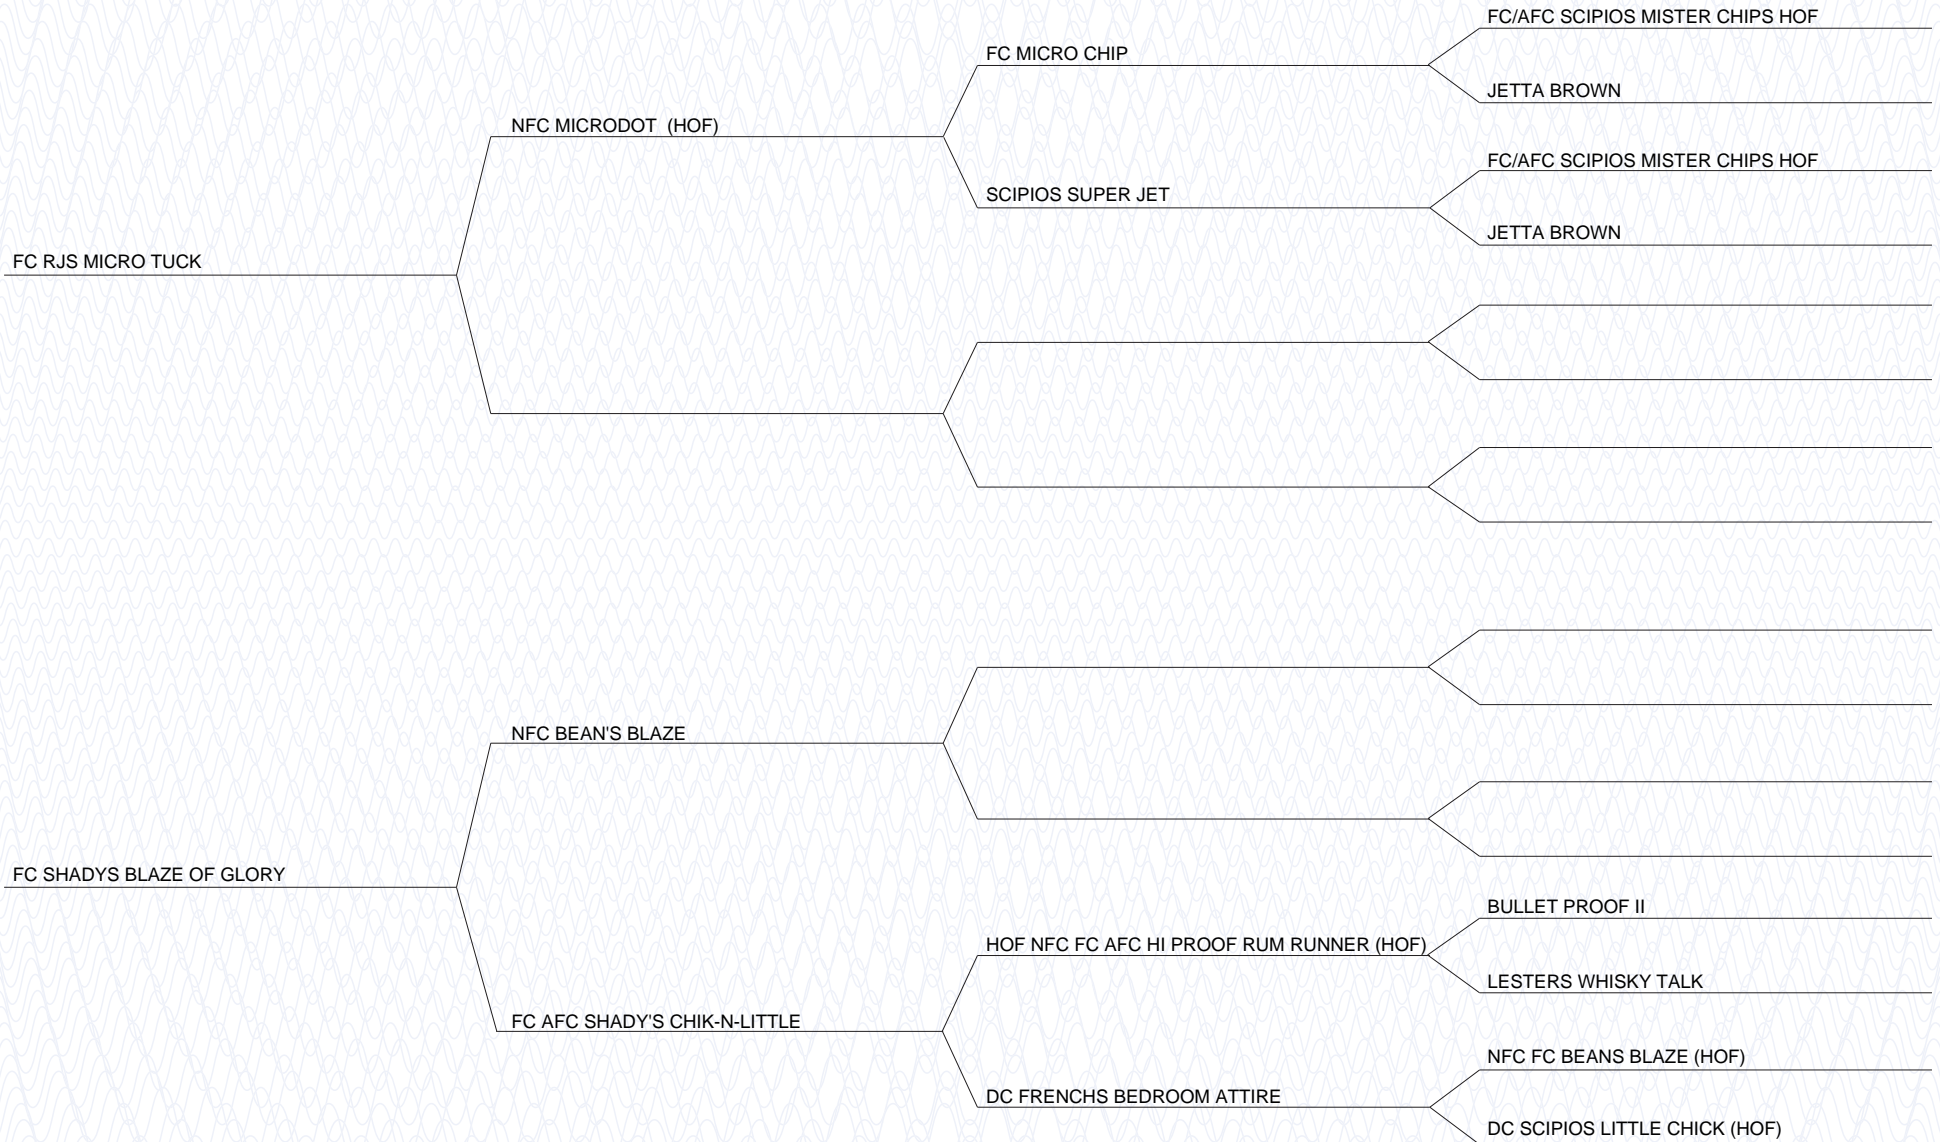 FC/AFC SCIPIOS MISTER CHIPS HOF
FC MICRO CHIP
JETTA BROWN
NFC MICRODOT  (HOF)
FC/AFC SCIPIOS MISTER CHIPS HOF
SCIPIOS SUPER JET
JETTA BROWN
FC RJS MICRO TUCK
NFC BEAN'S BLAZE
FC SHADYS BLAZE OF GLORY
BULLET PROOF II
HOF NFC FC AFC HI PROOF RUM RUNNER (HOF)
LESTERS WHISKY TALK
FC AFC SHADY'S CHIK-N-LITTLE
NFC FC BEANS BLAZE (HOF)
DC FRENCHS BEDROOM ATTIRE
DC SCIPIOS LITTLE CHICK (HOF)